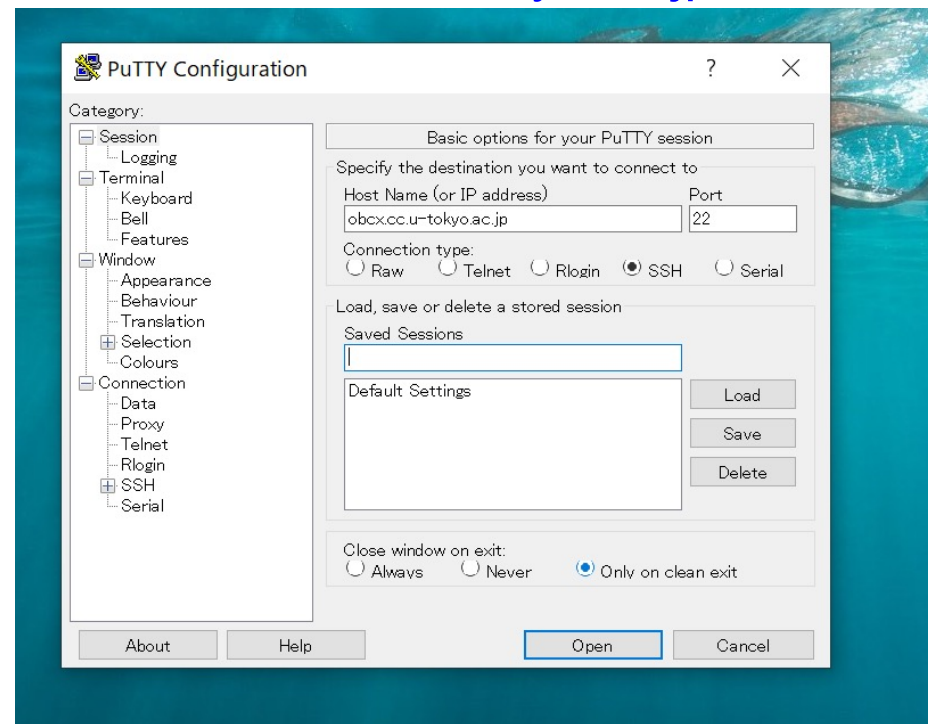 PuTTY Configuration
?
Category:
Session
Logging
Terminal
Keyboard
Bell
Features
Window
Appearance
Behaviour
Translation
Selection
Colours
Connection
Data
Proxy
Telnet
Rlogin
SSH
Serial
Basic options for your PuTTY session
Specify the destination you want to connect to
Host Name (or IP address) Port
obcx.cc.u-tokyo.ac.jp 22
Connection type:
Raw Telnet Rlogin SSH Serial
Load, save or delete a stored session
Saved Sessions
Default Settings
Load
Save
Delete
Close window on exit:
Always Never Only on clean exit
About Help Open Cancel